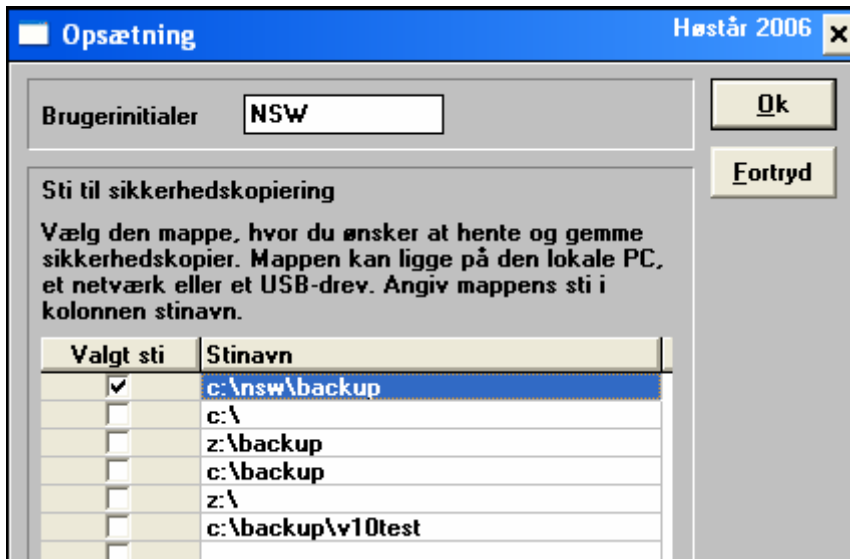 Opsætning
Høstår 2006
Brugerinitialer NSW
Ok
Fortryd
Sti til sikkerhedskopiering
Vælg den mappe, hvor du ønsker at hente og gemme
sikkerhedskopier. Mappen kan ligge på den lokale PC,
et netværk eller et USB-drev. Angiv mappens sti i
kolonnen stinavn.
Valgt sti Stinavn
c:\nsw\backup
c:\
z:\backup
c:\backup
z:\
c:\backup\v10test